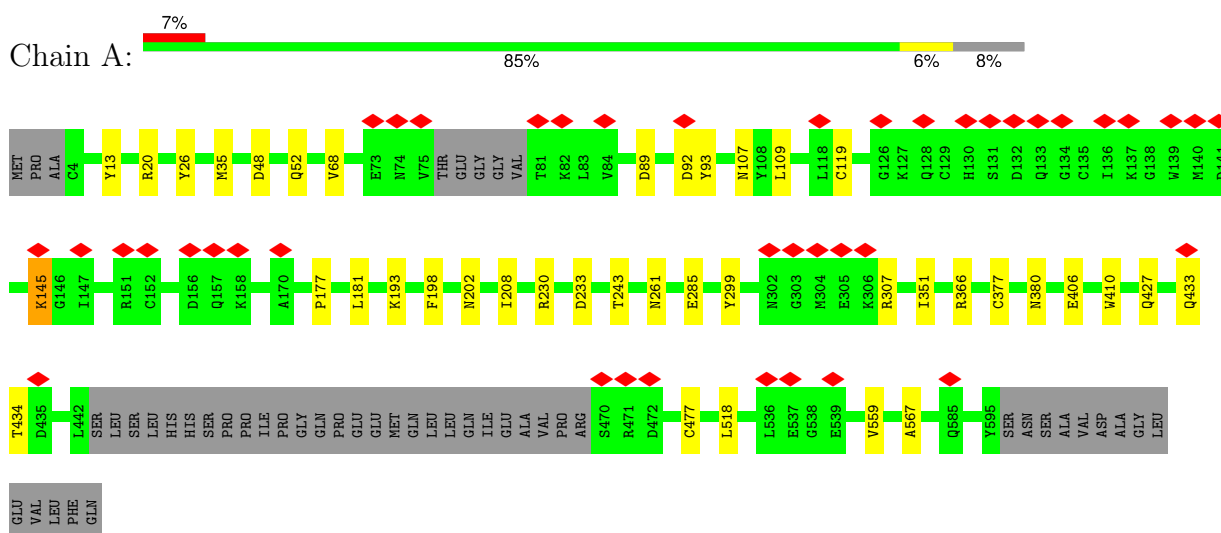 7%
Chain A:
85% 6% 8%
MET PRO ALA C4 Y13 R20 Y26 M35 D48 Q52 V68 E73 N74 V75 THR GLU GLY GLY VAL T81 K82 L83 V84 D89 D92 Y93 N107 Y108 L109 L118 C119 G126 K127 Q128 C129 H130 S131 D132 Q133 G134 C135 I136 K137 G138 W139 M140
K145 G146 I147 R151 C152 D156 Q157 K158 A170 P177 L181 K193 F198 N202 I208 R230 D233 T243 N261 E285 Y299 N302 G303 M304 E305 K306 R307 I351 R366 C377 N380 E406 W410 Q427 Q433
T434 D435 L442 SER LEU SER LEU HIS HIS SER PRO PRO ILE PRO GLY GLN PRO GLU GLU MET GLN LEU LEU GLN ILE GLU ALA VAL PRO ARG S470 R471 D472 C477 L518 L536 E537 G538 E539 V559 A567 Q585 Y595 SER ASN SER ALA VAL ASP ALA GLY LEU
GLU VAL LEU PHE GLN